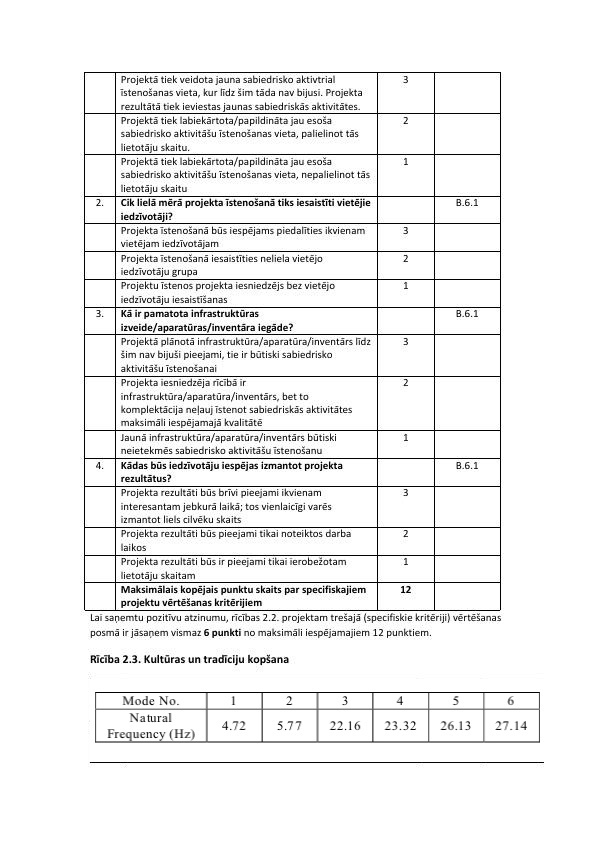 Projektā tiek veidota jauna sabiedrisko aktivtrial 3
īstenošanas vieta, kur līdz šim tāda nav bijusi. Projekta
rezultātā tiek ieviestas jaunas sabiedriskās aktivitātes.
Projektā tiek labiekārtota/papildināta jau esoša 2
sabiedrisko aktivitāšu īstenošanas vieta, palielinot tās
lietotāju skaitu.
Projektā tiek labiekārtota/papildināta jau esoša 1
sabiedrisko aktivitāšu īstenošanas vieta, nepalielinot tās
lietotāju skaitu
2. Cik lielā mērā projekta īstenošanā tiks iesaistīti vietējie B.6.1
iedzīvotāji?
Projekta īstenošanā būs iespējams piedalīties ikvienam 3
vietējam iedzīvotājam
Projekta īstenošanā iesaistīties neliela vietējo 2
iedzīvotāju grupa
Projektu īstenos projekta iesniedzējs bez vietējo 1
iedzīvotāju iesaistīšanas
3. Kā ir pamatota infrastruktūras B.6.1
izveide/aparatūras/inventāra iegāde?
Projektā plānotā infrastruktūra/aparatūra/inventārs līdz 3
šim nav bijuši pieejami, tie ir būtiski sabiedrisko
aktivitāšu īstenošanai
Projekta iesniedzēja rīcībā ir 2
infrastruktūra/aparatūra/inventārs, bet to
komplektācija neļauj īstenot sabiedriskās aktivitātes
maksimāli iespējamajā kvalitātē
Jaunā infrastruktūra/aparatūra/inventārs būtiski 1
neietekmēs sabiedrisko aktivitāšu īstenošanu
4. Kādas būs iedzīvotāju iespējas izmantot projekta B.6.1
rezultātus?
Projekta rezultāti būs brīvi pieejami ikvienam 3
interesantam jebkurā laikā; tos vienlaicīgi varēs
izmantot liels cilvēku skaits
Projekta rezultāti būs pieejami tikai noteiktos darba 2
laikos
Projekta rezultāti būs ir pieejami tikai ierobežotam 1
lietotāju skaitam
Maksimālais kopējais punktu skaits par specifiskajiem 12
projektu vērtēšanas kritērijiem
Lai saņemtu pozitīvu atzinumu, rīcības 2.2. projektam trešajā (specifiskie kritēriji) vērtēšanas
posmā ir jāsaņem vismaz 6 punkti no maksimāli iespējamajiem 12 punktiem.
Rīcība 2.3. Kultūras un tradīciju kopšana
Mode No. 1 2 3 4 5 6
Natural
Frequency (Hz) 4.72 5.77 22.16 23.32 26.13 27.14